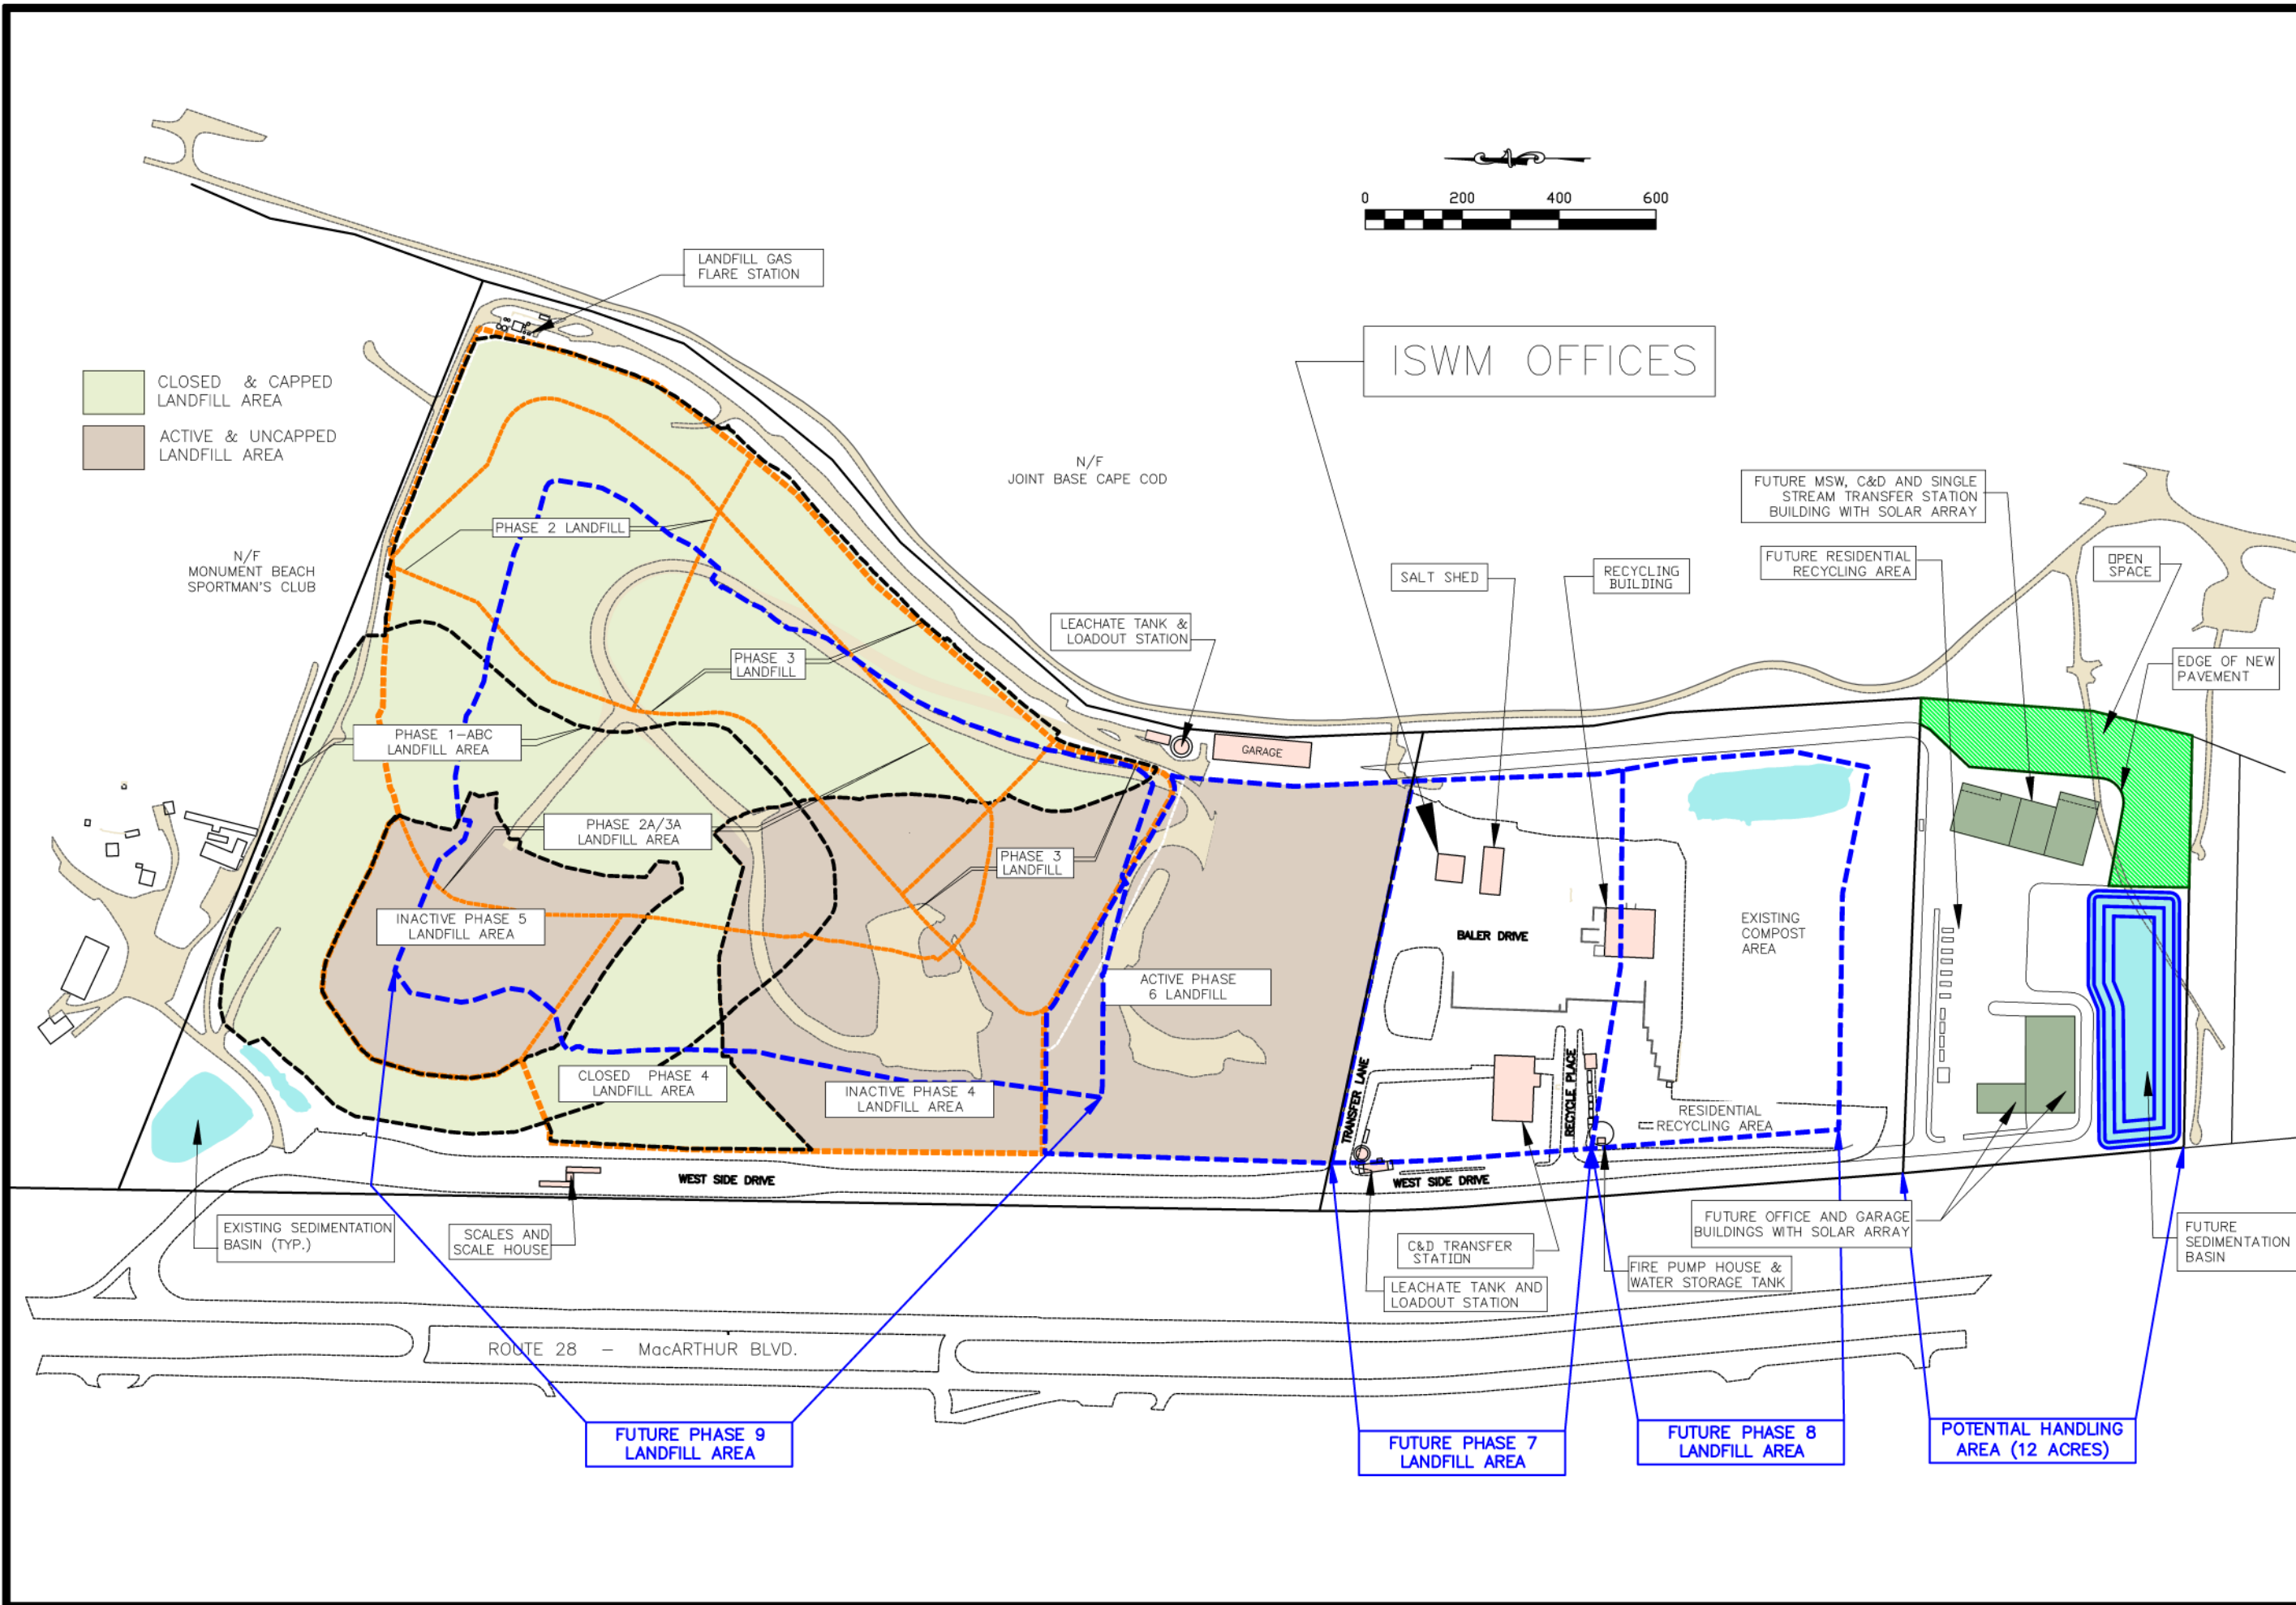 0 200 400 600
LANDFILL GAS
FLARE STATION
ISWM OFFICES
CLOSED & CAPPED
LANDFILL AREA
ACTIVE & UNCAPPED
LANDFILL AREA
N/F
JOINT BASE CAPE COD
FUTURE MSW, C&D AND SINGLE
STREAM TRANSFER STATION
BUILDING WITH SOLAR ARRAY
PHASE 2 LANDFILL
N/F
MONUMENT BEACH
SPORTMAN'S CLUB
FUTURE RESIDENTIAL
RECYCLING AREA
OPEN
SPACE
SALT SHED
RECYCLING
BUILDING
LEACHATE TANK &
LOADOUT STATION
PHASE 3
LANDFILL
EDGE OF NEW
PAVEMENT
PHASE 1-ABC
LANDFILL AREA
GARAGE
PHASE 2A/3A
LANDFILL AREA
PHASE 3
LANDFILL
INACTIVE PHASE 5
LANDFILL AREA
BALER DRIVE
EXISTING
COMPOST
AREA
ACTIVE PHASE
6 LANDFILL
CLOSED PHASE 4
LANDFILL AREA
INACTIVE PHASE 4
LANDFILL AREA
TRANSFER LANE
RECYCLE PLACE
RESIDENTIAL
RECYCLING AREA
WEST SIDE DRIVE
WEST SIDE DRIVE
EXISTING SEDIMENTATION
BASIN (TYP.)
SCALES AND
SCALE HOUSE
C&D TRANSFER
STATION
FUTURE OFFICE AND GARAGE
BUILDINGS WITH SOLAR ARRAY
FUTURE
SEDIMENTATION
BASIN
LEACHATE TANK AND
LOADOUT STATION
FIRE PUMP HOUSE &
WATER STORAGE TANK
ROUTE 28 - MacARTHUR BLVD.
FUTURE PHASE 9
LANDFILL AREA
FUTURE PHASE 7
LANDFILL AREA
FUTURE PHASE 8
LANDFILL AREA
POTENTIAL HANDLING
AREA (12 ACRES)